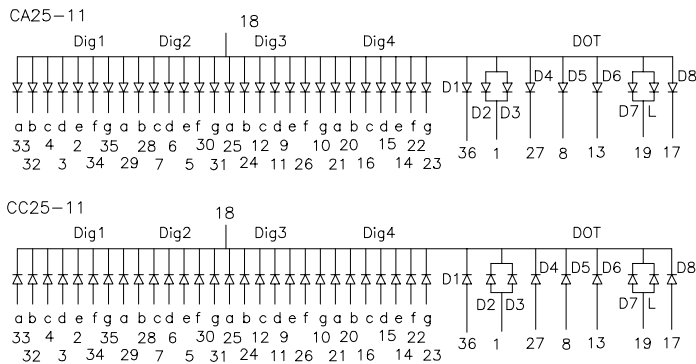 CA25-11
18
Dig1 Dig2 Dig3 Dig4 DOT
D1 D4 D5 D6 D8
D2 D3 D7 L
a b c d e f g a b c d e f g a b c d e f g a b c d e f g
33 4 2 35 28 6 30 25 12 9 10 20 15 22
32 3 34 29 7 5 31 24 11 26 21 16 14 23
36 1 27 8 13 19 17
CC25-11
18
Dig1 Dig2 Dig3 Dig4 DOT
D1 D4 D5 D6 D8
D2 D3 D7 L
a b c d e f g a b c d e f g a b c d e f g a b c d e f g
33 4 2 35 28 6 30 25 12 9 10 20 15 22
32 3 34 29 7 5 31 24 11 26 21 16 14 23
36 1 27 8 13 19 17